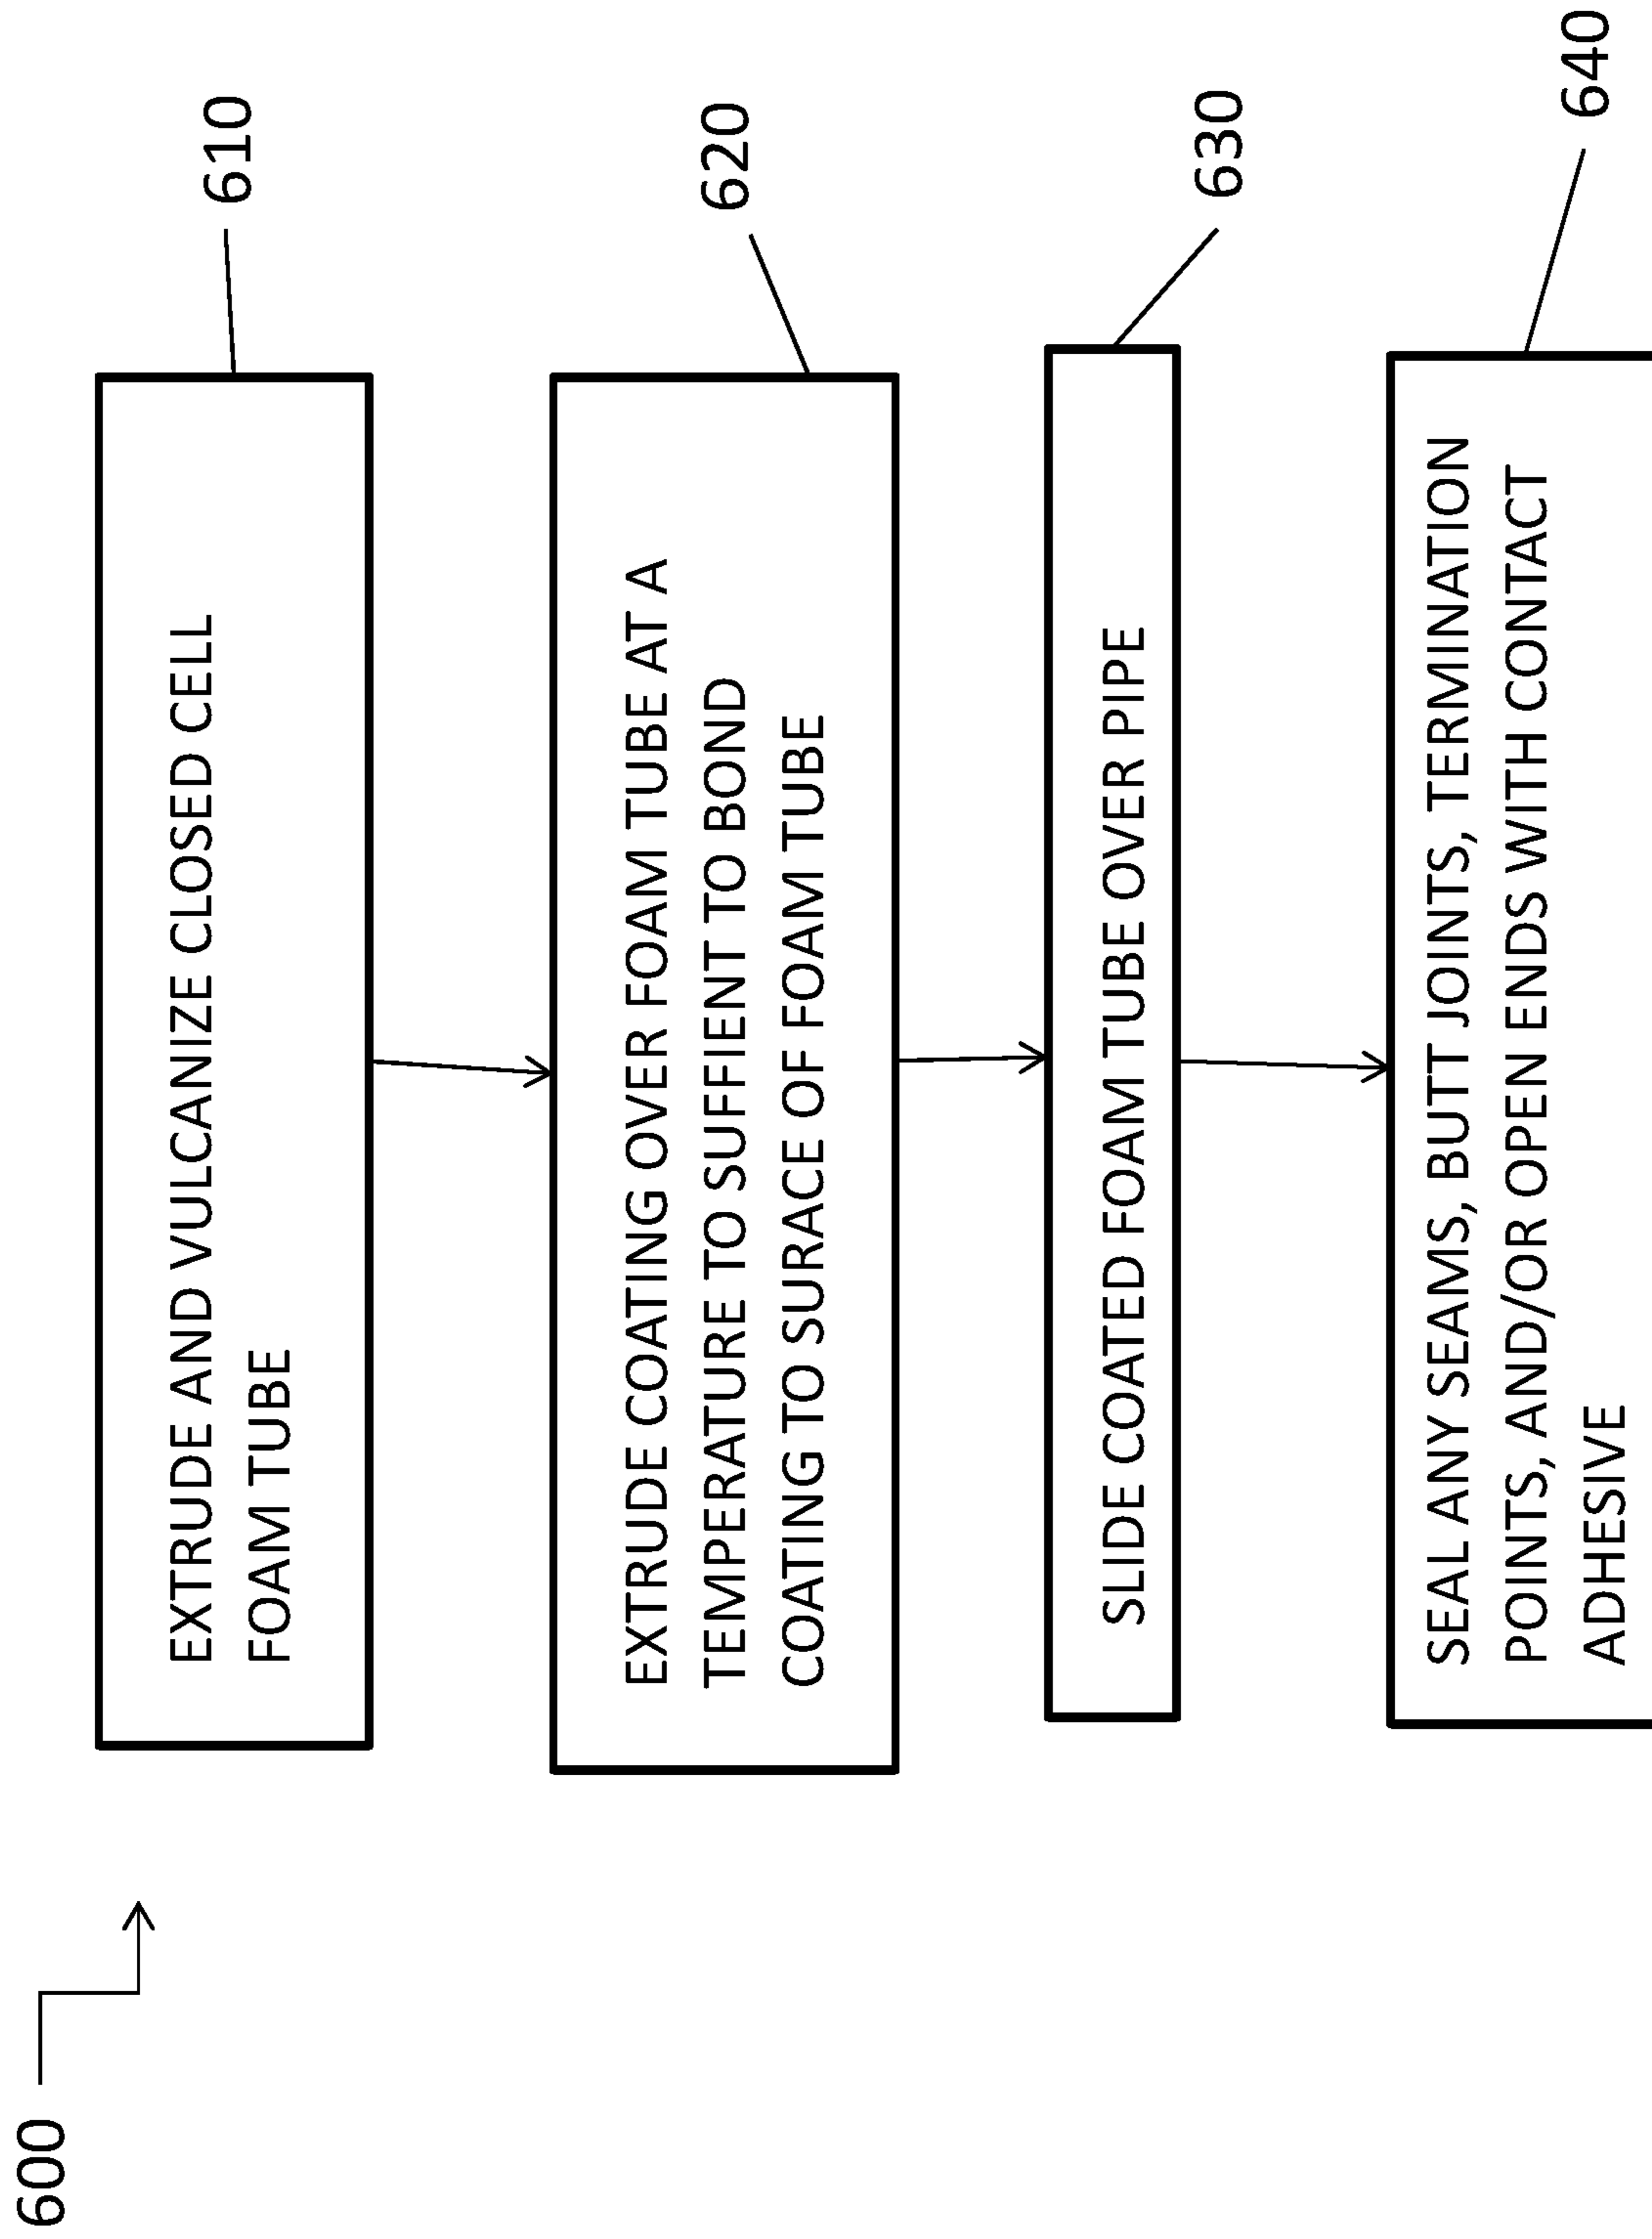 600
EXTRUDE AND VULCANIZE CLOSED CELL
FOAM TUBE
610
EXTRUDE COATING OVER FOAM TUBE AT A
TEMPERATURE TO SUFFIENT TO BOND
COATING TO SURACE OF FOAM TUBE
620
SLIDE COATED FOAM TUBE OVER PIPE
630
SEAL ANY SEAMS, BUTT JOINTS, TERMINATION
POINTS, AND/OR OPEN ENDS WITH CONTACT
ADHESIVE
640